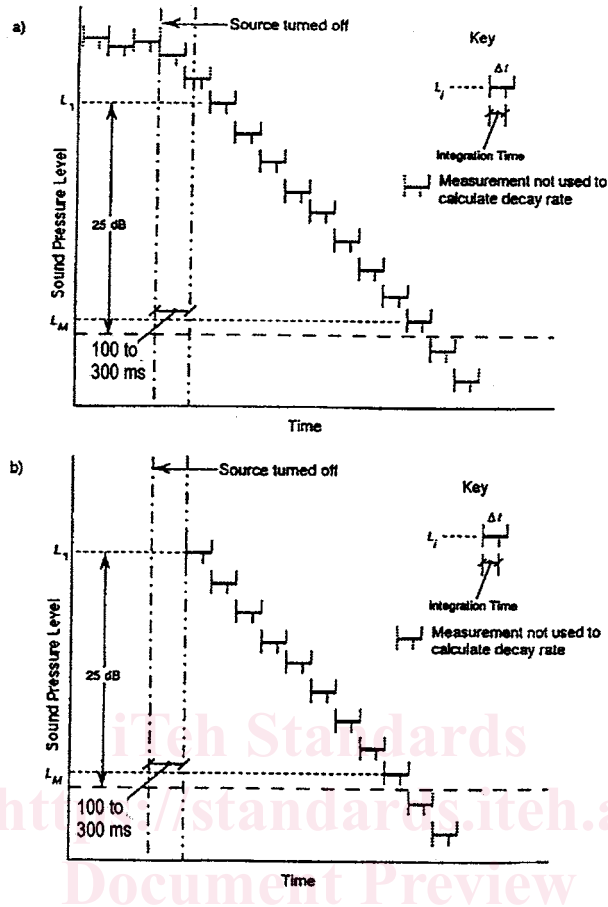 a)
Source turned off
Key
Δt
L₁
Lᵢ
Integration Time
Measurement not used to
calculate decay rate
Sound Pressure Level
25 dB
L_M
100 to
300 ms
Time
b)
Source turned off
Key
Δt
L₁
Lᵢ
Integration Time
Measurement not used to
calculate decay rate
Sound Pressure Level
25 dB
iTeh Standards
L_M
100 to
300 ms
https://standards.iteh.a
Document Preview
Time